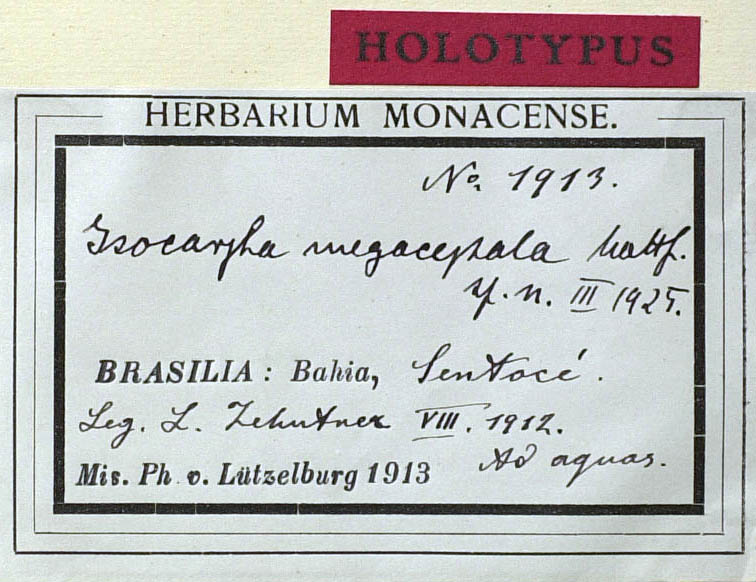 HOLOTYPUS
HERBARIUM MONACENSE.
No. 1913.
Isocarpha megacephala Mattf.
n. III 1925.
BRASILIA: Bahia, Sentocé.
Leg. L. Zehntner VIII. 1912.
Ad aquas.
Mis. Ph. v. Lützelburg 1913